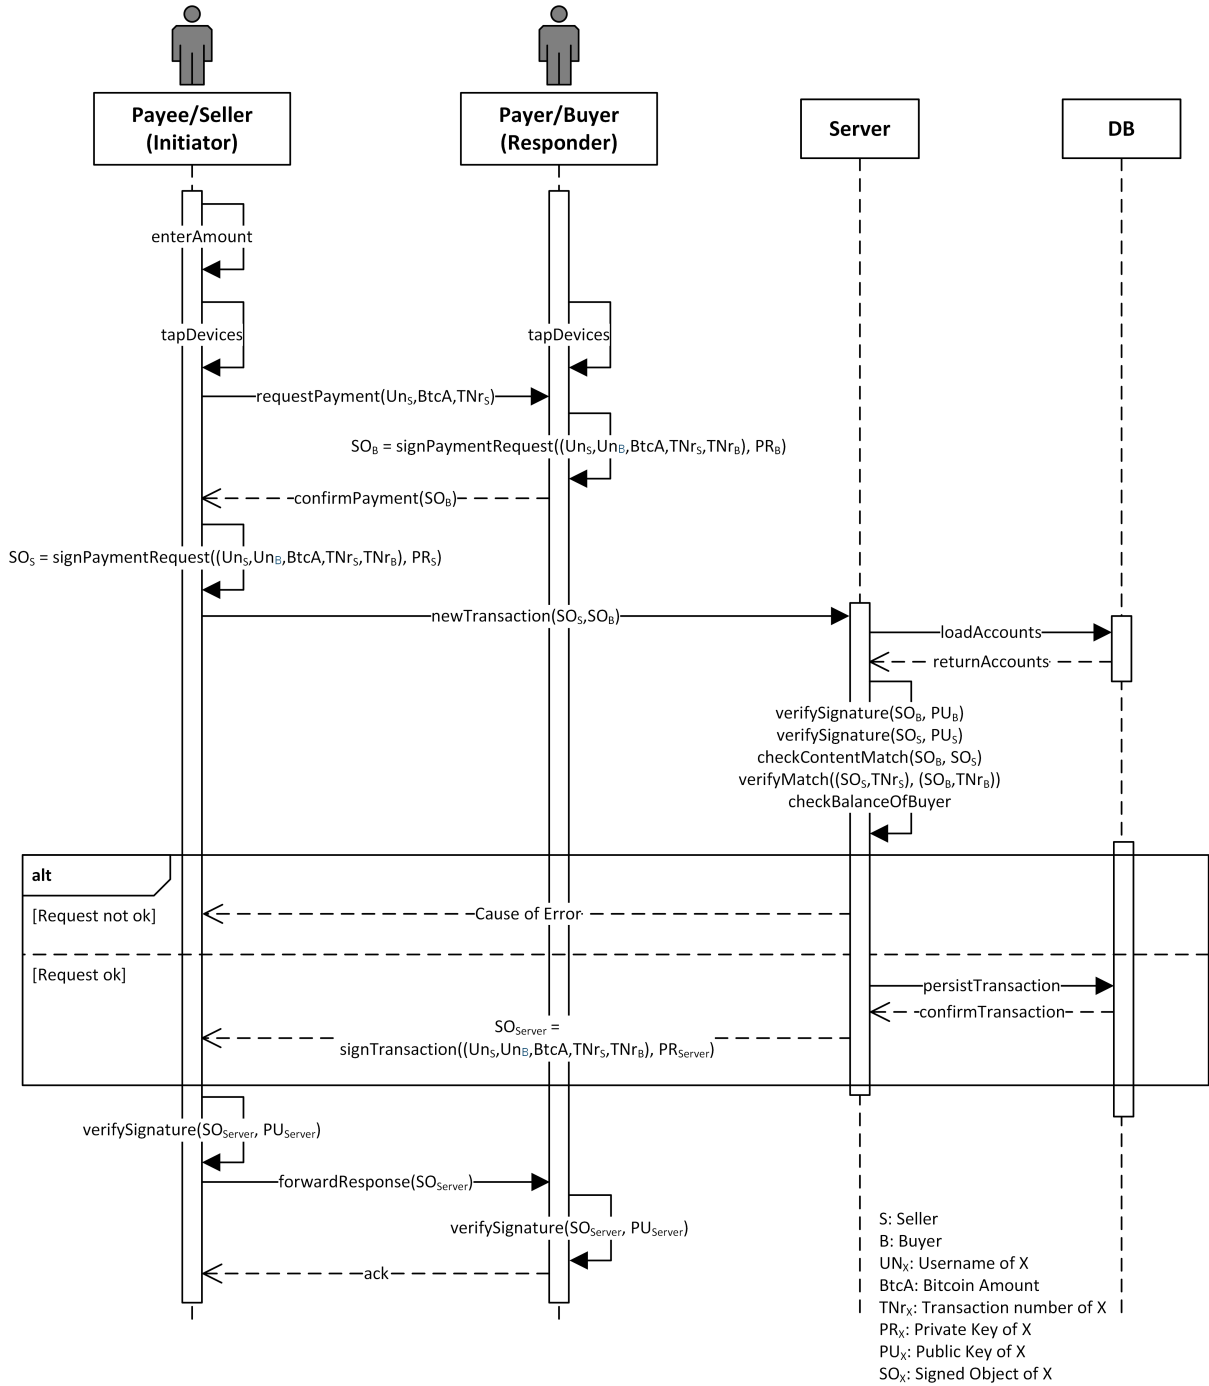 Payee/Seller
(Initiator)
Payer/Buyer
(Responder)
Server
DB
enterAmount
tapDevices
tapDevices
requestPayment(UnS,BtcA,TNrS)
SOB = signPaymentRequest((UnS,UnB,BtcA,TNrS,TNrB), PRB)
confirmPayment(SOB)
SOS = signPaymentRequest((UnS,UnB,BtcA,TNrS,TNrB), PRS)
newTransaction(SOS,SOB)
loadAccounts
returnAccounts
verifySignature(SOB, PUB)
verifySignature(SOS, PUS)
checkContentMatch(SOB, SOS)
verifyMatch((SOS,TNrS), (SOB,TNrB))
checkBalanceOfBuyer
alt
[Request not ok]
Cause of Error
[Request ok]
persistTransaction
confirmTransaction
SOServer =
signTransaction((UnS,UnB,BtcA,TNrS,TNrB), PRServer)
verifySignature(SOServer, PUServer)
forwardResponse(SOServer)
verifySignature(SOServer, PUServer)
ack
S: Seller
B: Buyer
UNX: Username of X
BtcA: Bitcoin Amount
TNrX: Transaction number of X
PRX: Private Key of X
PUX: Public Key of X
SOX: Signed Object of X